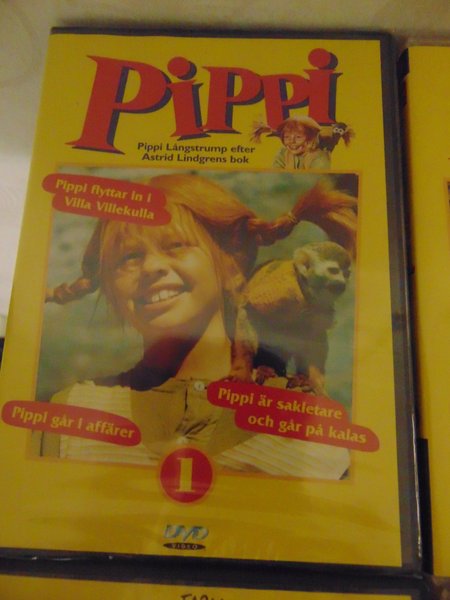 Pippi
Pippi Långstrump efter
Astrid Lindgrens bok
Pippi flyttar in i
Villa Villekulla
Pippi är sakletare
och går på kalas
Pippi går i affärer
1
DVD
VIDEO